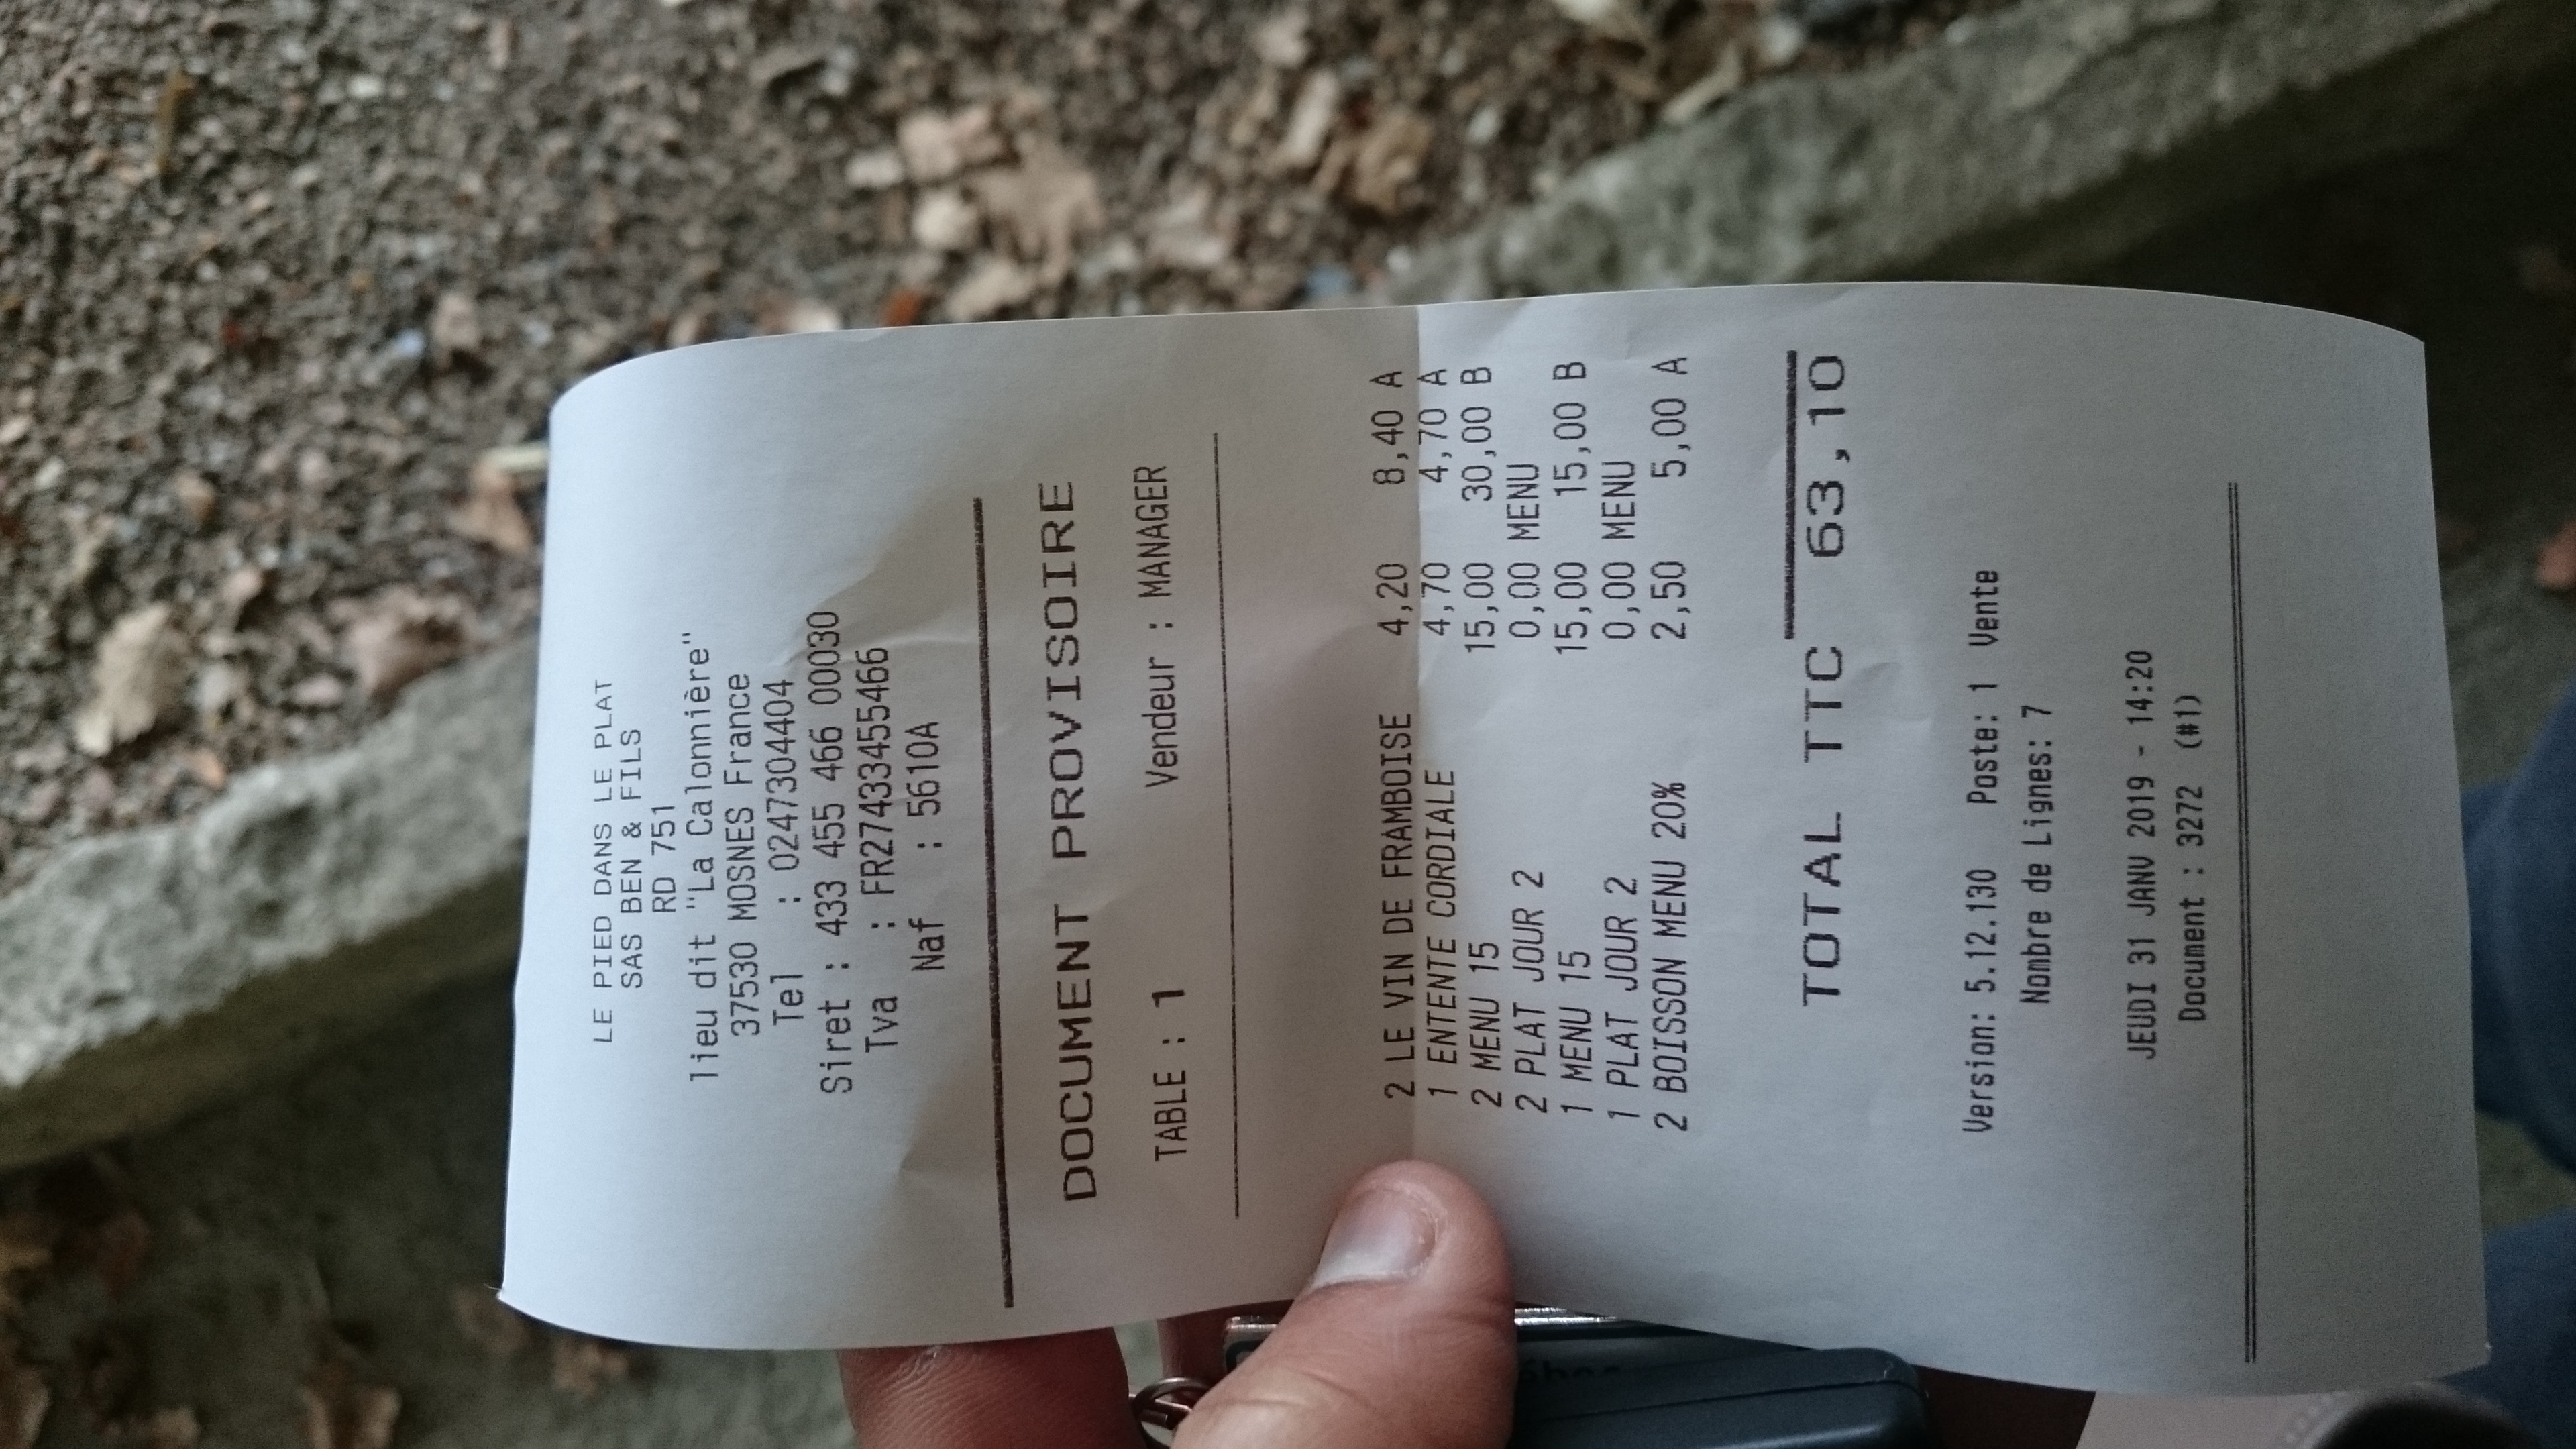 LE PIED DANS LE PLAT
SAS BEN & FILS
RD 751
lieu dit "La Calonnière"
37530 MOSNES France
Tel : 0247304404
Siret : 433 455 466 00030
Tva : FR27433455466
Naf : 5610A
DOCUMENT PROVISOIRE
TABLE : 1 Vendeur : MANAGER
2 LE VIN DE FRAMBOISE 4,20 8,40 A
1 ENTENTE CORDIALE 4,70 4,70 A
2 MENU 15 15,00 30,00 B
2 PLAT JOUR 2 0,00 MENU
1 MENU 15 15,00 15,00 B
1 PLAT JOUR 2 0,00 MENU
2 BOISSON MENU 20% 2,50 5,00 A
TOTAL TTC 63,10
Version: 5.12.130 Poste: 1 Vente
Nombre de Lignes: 7
JEUDI 31 JANV 2019 - 14:20
Document : 3272 (#1)